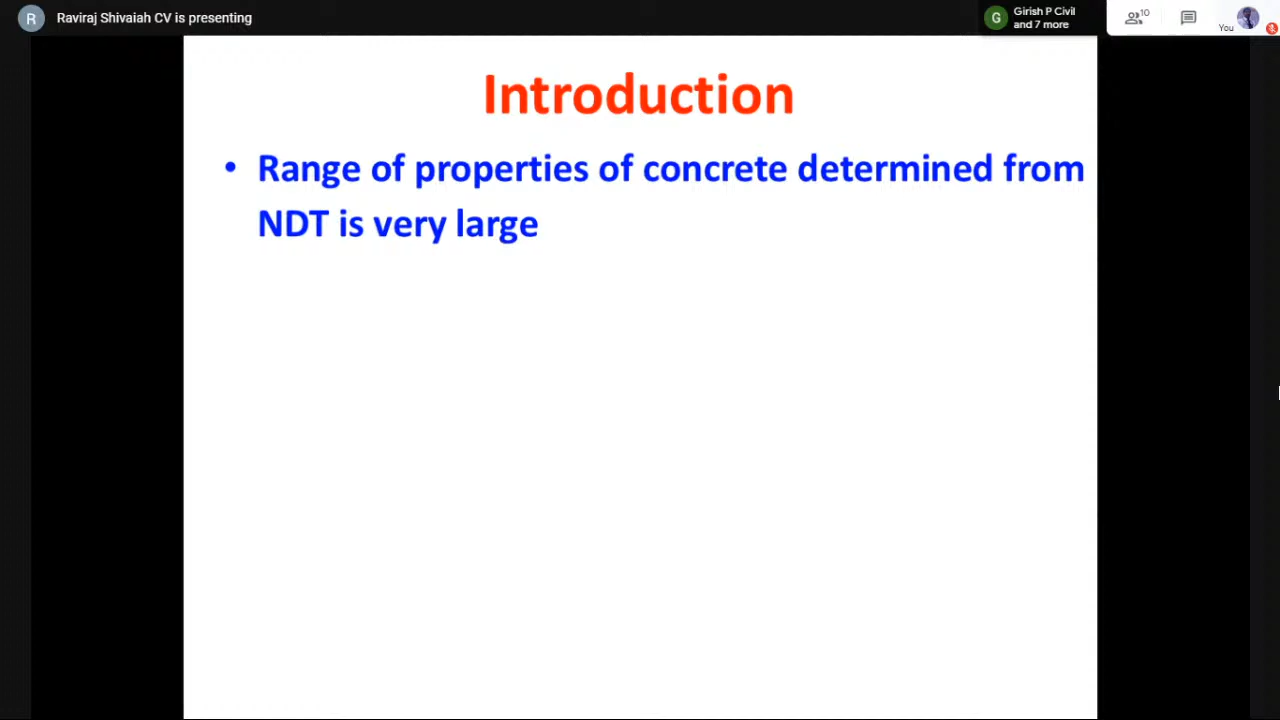 R Raviraj Shivaiah CV is presenting
G Girish P Civil
and 7 more
10
You
Introduction
• Range of properties of concrete determined from
NDT is very large